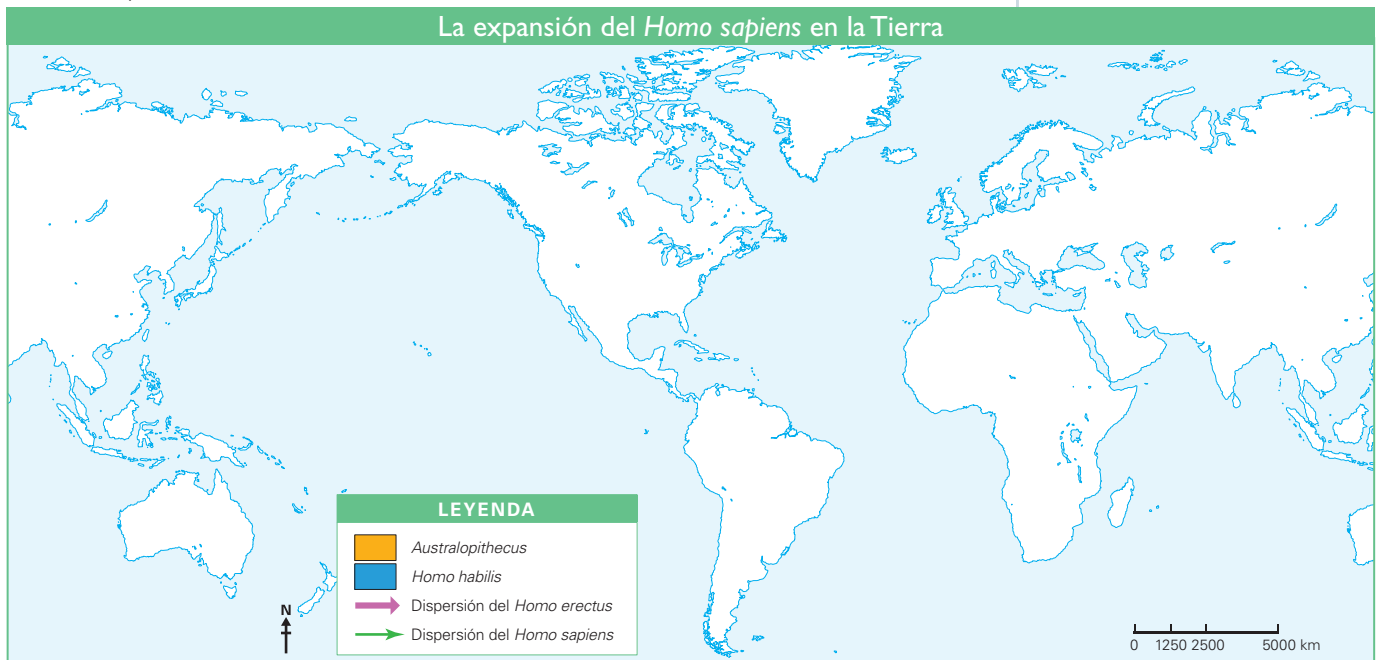 La expansión del Homo sapiens en la Tierra
LEYENDA
Australopithecus
Homo habilis
Dispersión del Homo erectus
Dispersión del Homo sapiens
N
0 1250 2500 5000 km